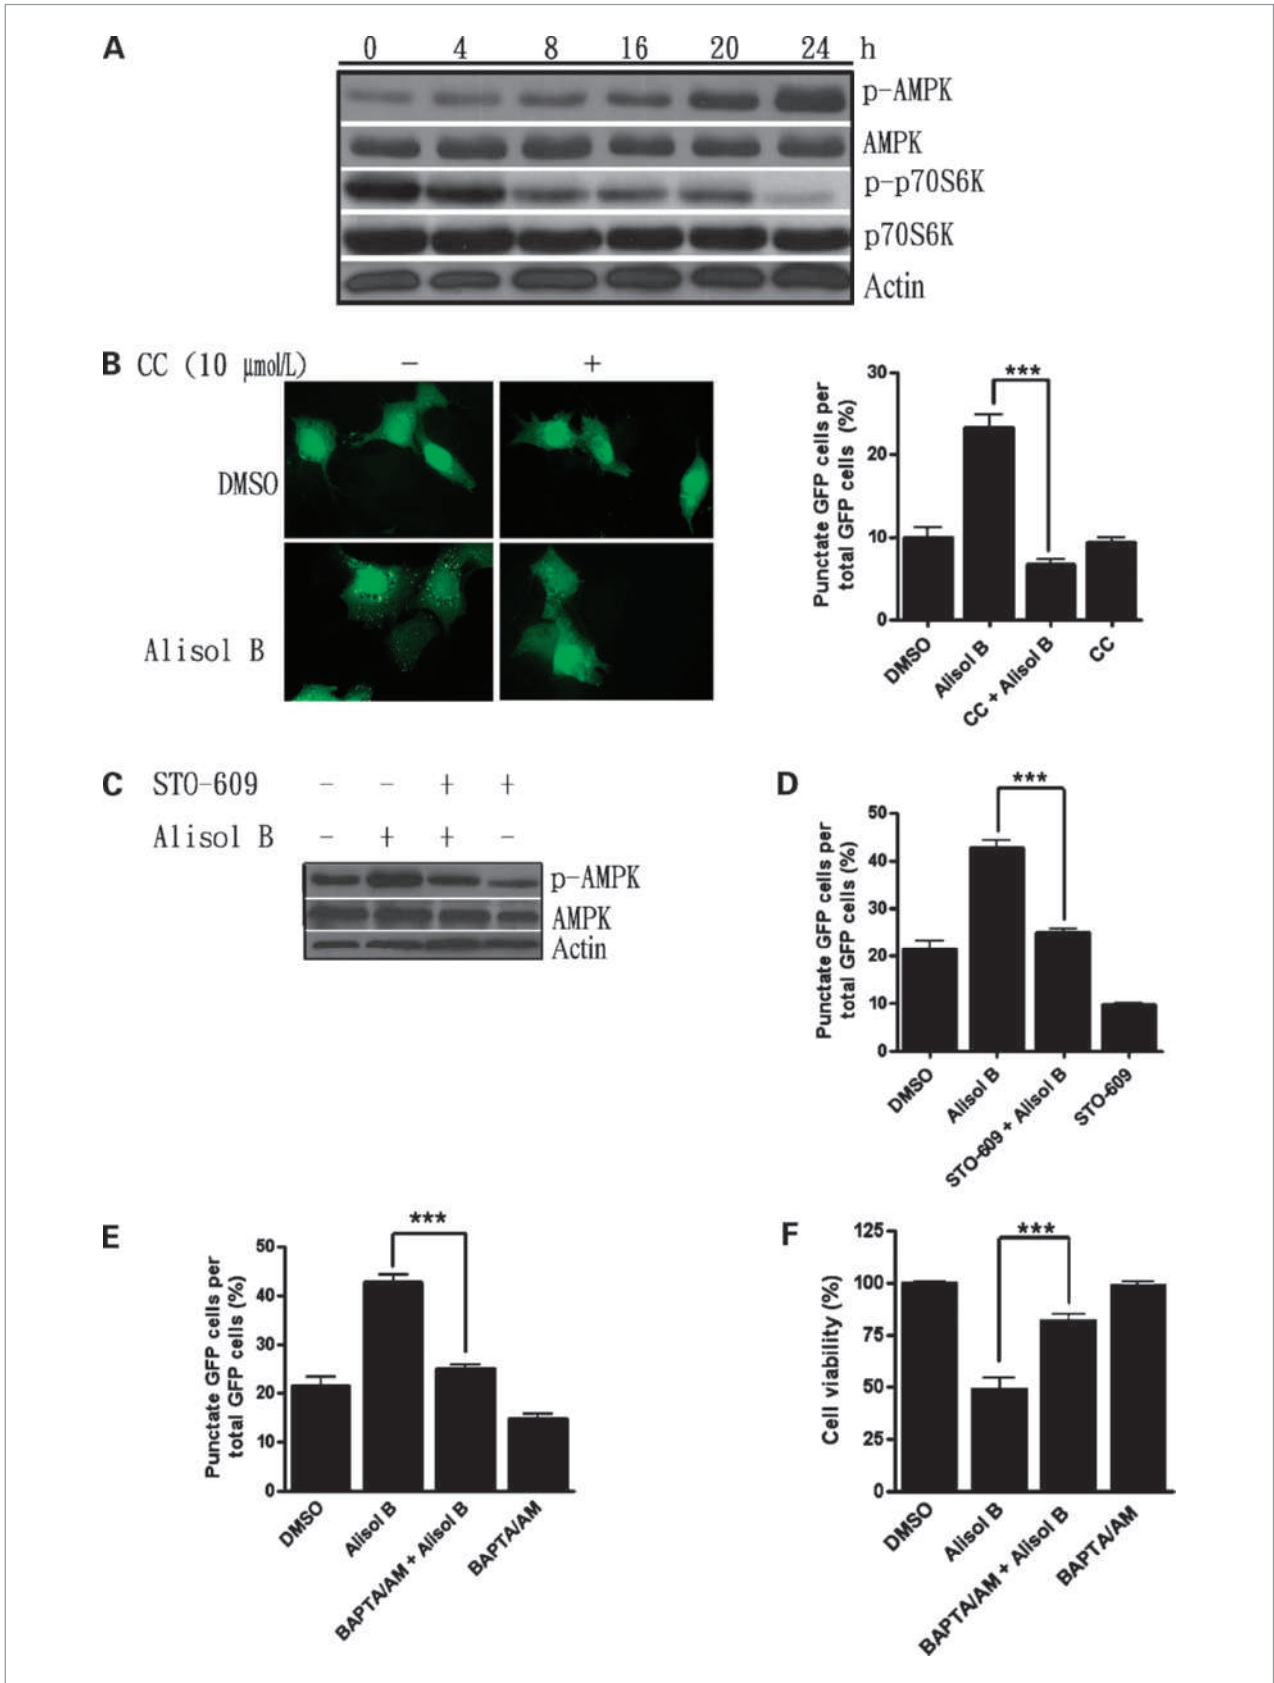 A
0 4 8 16 20 24 h
p-AMPK
AMPK
p-p70S6K
p70S6K
Actin
B CC (10 μmol/L) − +
DMSO
Alisol B
Punctate GFP cells per
total GFP cells (%)
30
20
10
0
***
DMSO
Alisol B
CC + Alisol B
CC
C STO-609 − − + +
Alisol B − + + −
p-AMPK
AMPK
Actin
D
Punctate GFP cells per
total GFP cells (%)
50
40
30
20
10
0
***
DMSO
Alisol B
STO-609 + Alisol B
STO-609
E
Punctate GFP cells per
total GFP cells (%)
50
40
30
20
10
0
***
DMSO
Alisol B
BAPTA/AM + Alisol B
BAPTA/AM
F
Cell viability (%)
125
100
75
50
25
0
***
DMSO
Alisol B
BAPTA/AM + Alisol B
BAPTA/AM